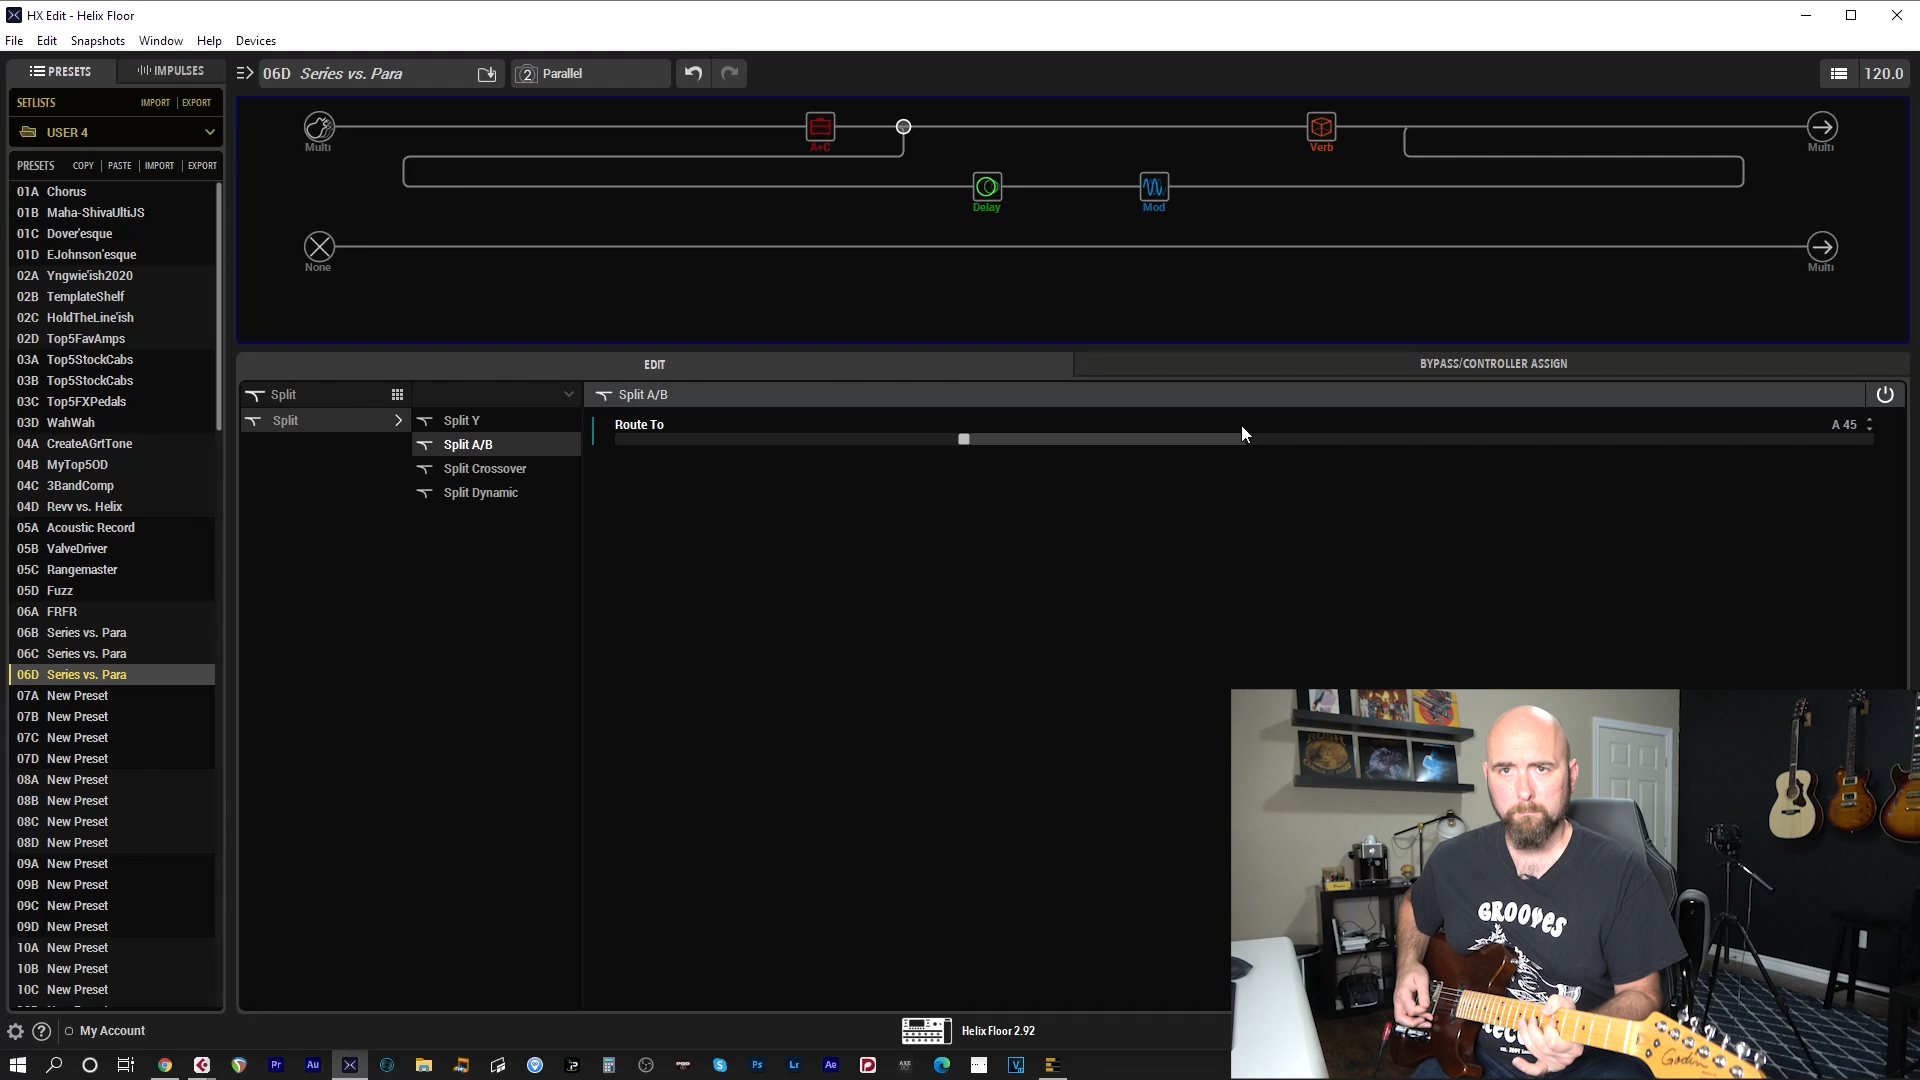 HX Edit - Helix Floor
File Edit Snapshots Window Help Devices
PRESETS IMPULSES
06D Series vs. Para
2 Parallel
120.0
SETLISTS IMPORT EXPORT
USER 4
PRESETS COPY PASTE IMPORT EXPORT
01A Chorus
01B Maha-ShivaUltiJS
01C Dover'esque
01D EJohnson'esque
02A Yngwie'ish2020
02B TemplateShelf
02C HoldTheLine'ish
02D Top5FavAmps
03A Top5StockCabs
03B Top5StockCabs
03C Top5FXPedals
03D WahWah
04A CreateAGrtTone
04B MyTop5OD
04C 3BandComp
04D Revv vs. Helix
05A Acoustic Record
05B ValveDriver
05C Rangemaster
05D Fuzz
06A FRFR
06B Series vs. Para
06C Series vs. Para
06D Series vs. Para
07A New Preset
07B New Preset
07C New Preset
07D New Preset
08A New Preset
08B New Preset
08C New Preset
08D New Preset
09A New Preset
09B New Preset
09C New Preset
09D New Preset
10A New Preset
10B New Preset
10C New Preset
Multi
A+C
Verb
Multi
Delay
Mod
None
Multi
EDIT
BYPASS/CONTROLLER ASSIGN
Split
Split
Split Y
Split A/B
Split Crossover
Split Dynamic
Split A/B
Route To
A 45
RUSH
GROOVES
Godin
My Account
Helix Floor 2.92
Pr
Au
Ps
Lr
Ae